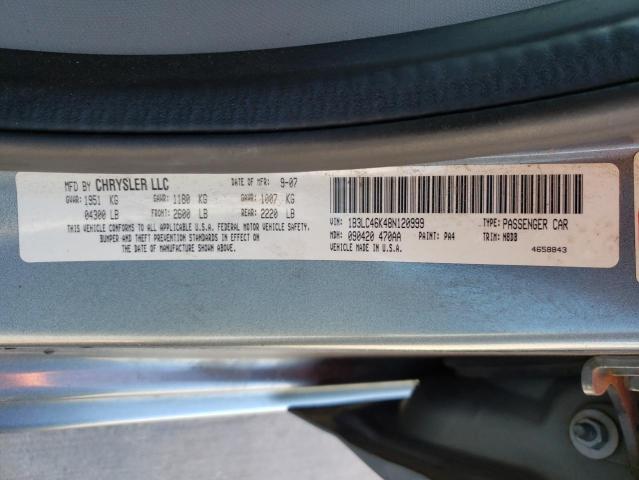 MFD BY CHRYSLER LLC DATE OF MFR: 9-07
GVWR: 1951 KG GAWR: 1180 KG GAWR: 1007 KG
04300 LB FRONT: 2600 LB REAR: 2220 LB
THIS VEHICLE CONFORMS TO ALL APPLICABLE U.S.A. FEDERAL MOTOR VEHICLE SAFETY,
BUMPER AND THEFT PREVENTION STANDARDS IN EFFECT ON
THE DATE OF MANUFACTURE SHOWN ABOVE.
VIN: 1B3LC46K48N120999 TYPE: PASSENGER CAR
MDH: 090420 470AA PAINT: PA4 TRIM: M8D8
VEHICLE MADE IN U.S.A. 4658843